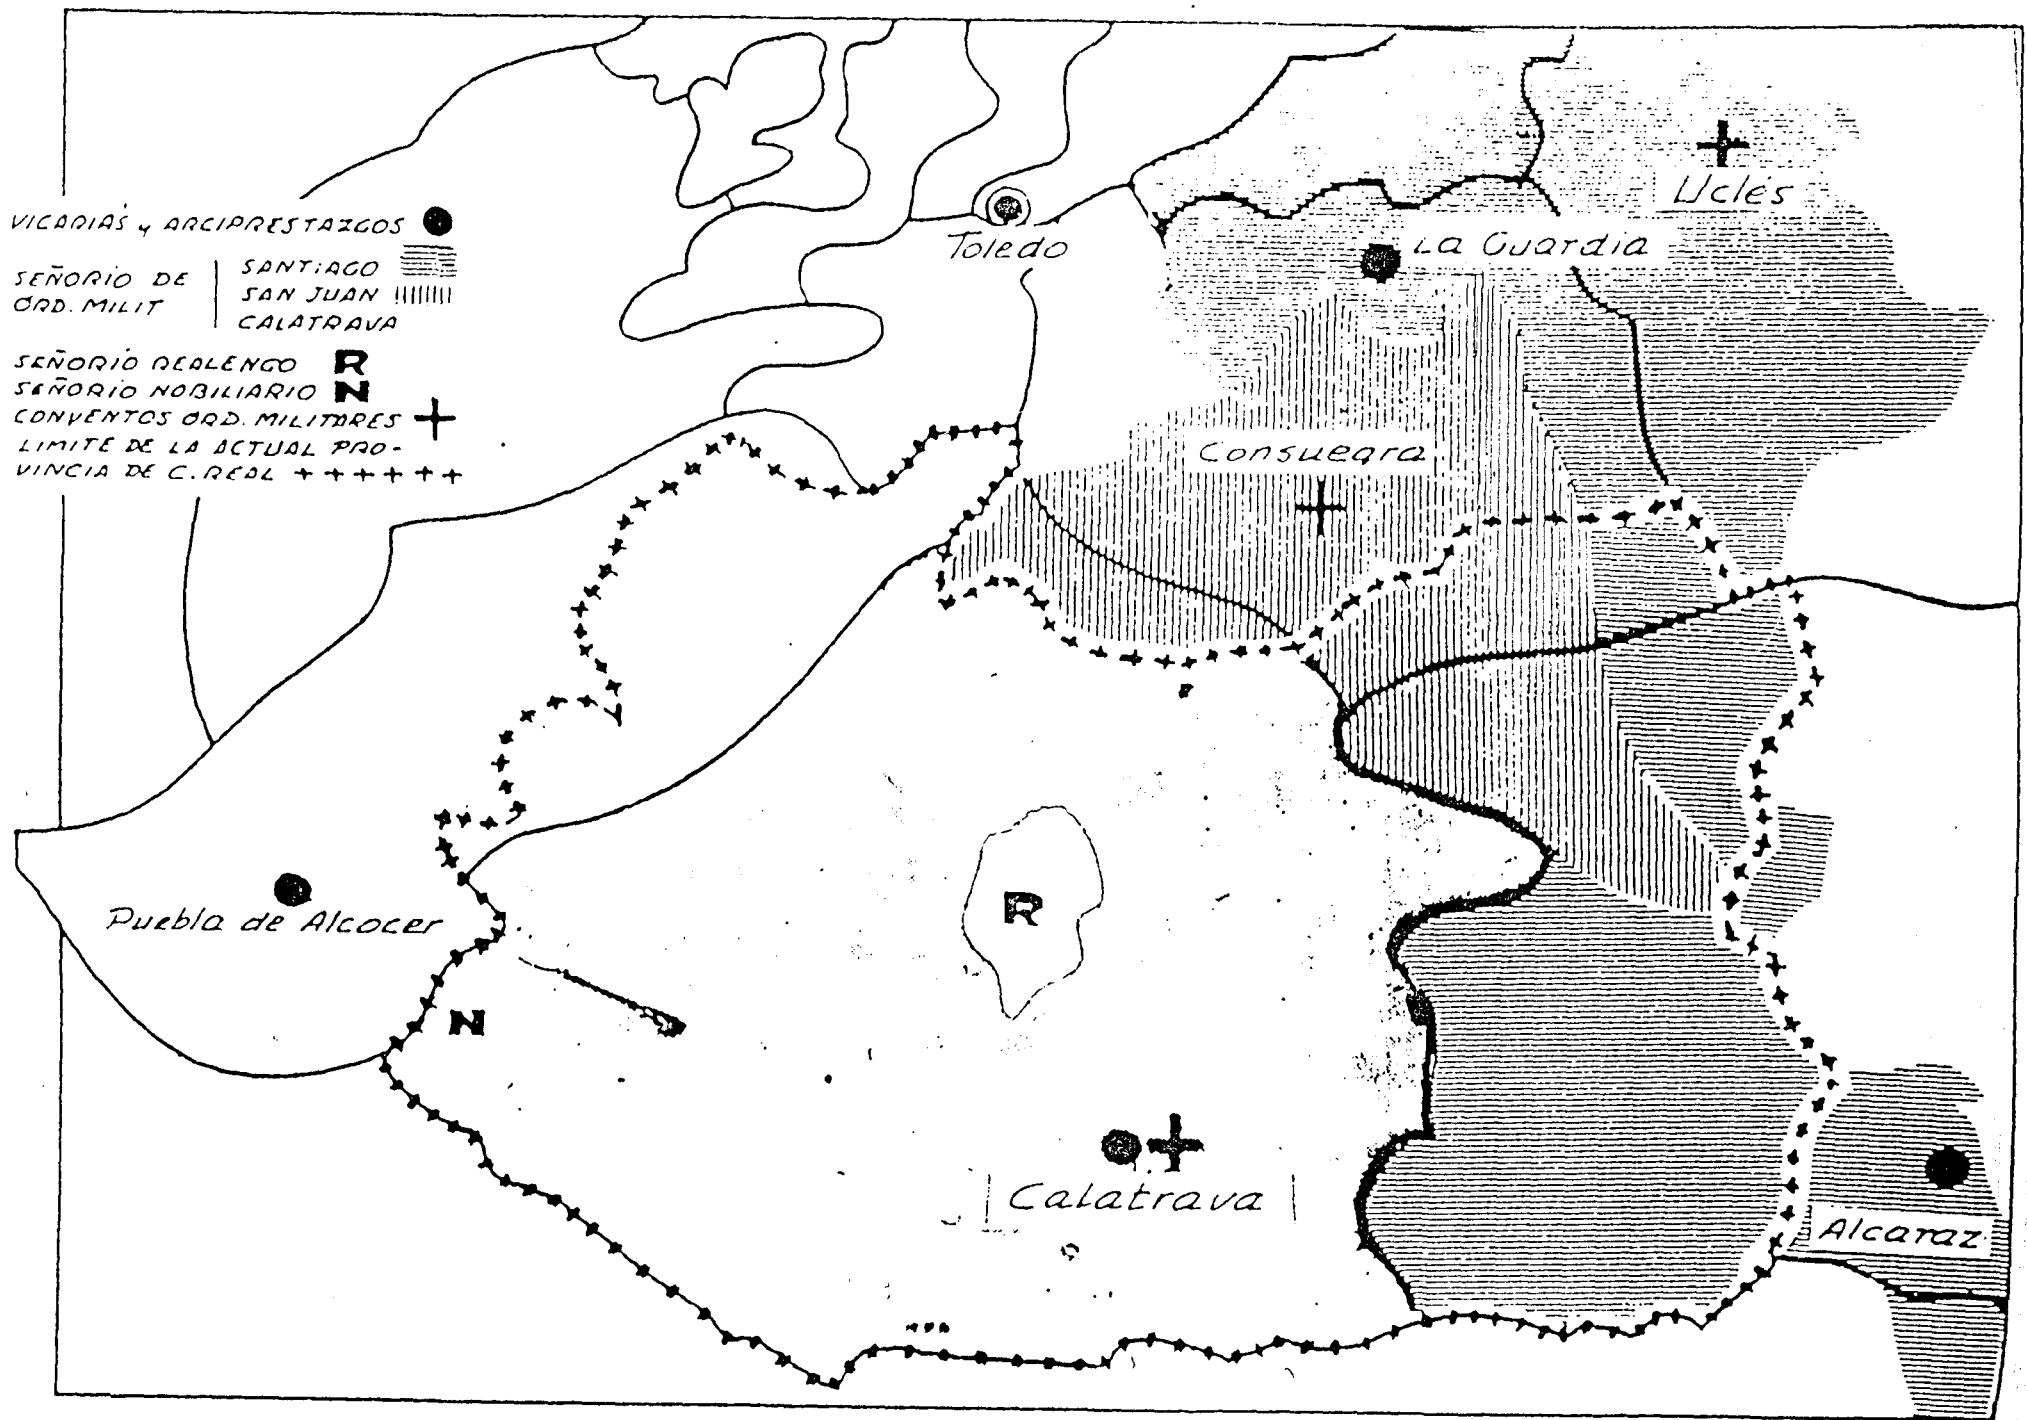 VICARIAS y ARCIPRESTAZGOS
SEÑORIO DE
ORD. MILIT
SANTIAGO
SAN JUAN
CALATRAVA
SEÑORIO REALENGO R
SEÑORIO NOBILIARIO N
CONVENTOS ORD. MILITARES
LIMITE DE LA ACTUAL PRO-
VINCIA DE C. REAL ++++++
Toledo
Uclés
La Guardia
Consuegra
Puebla de Alcocer
R
N
Calatrava
Alcaraz